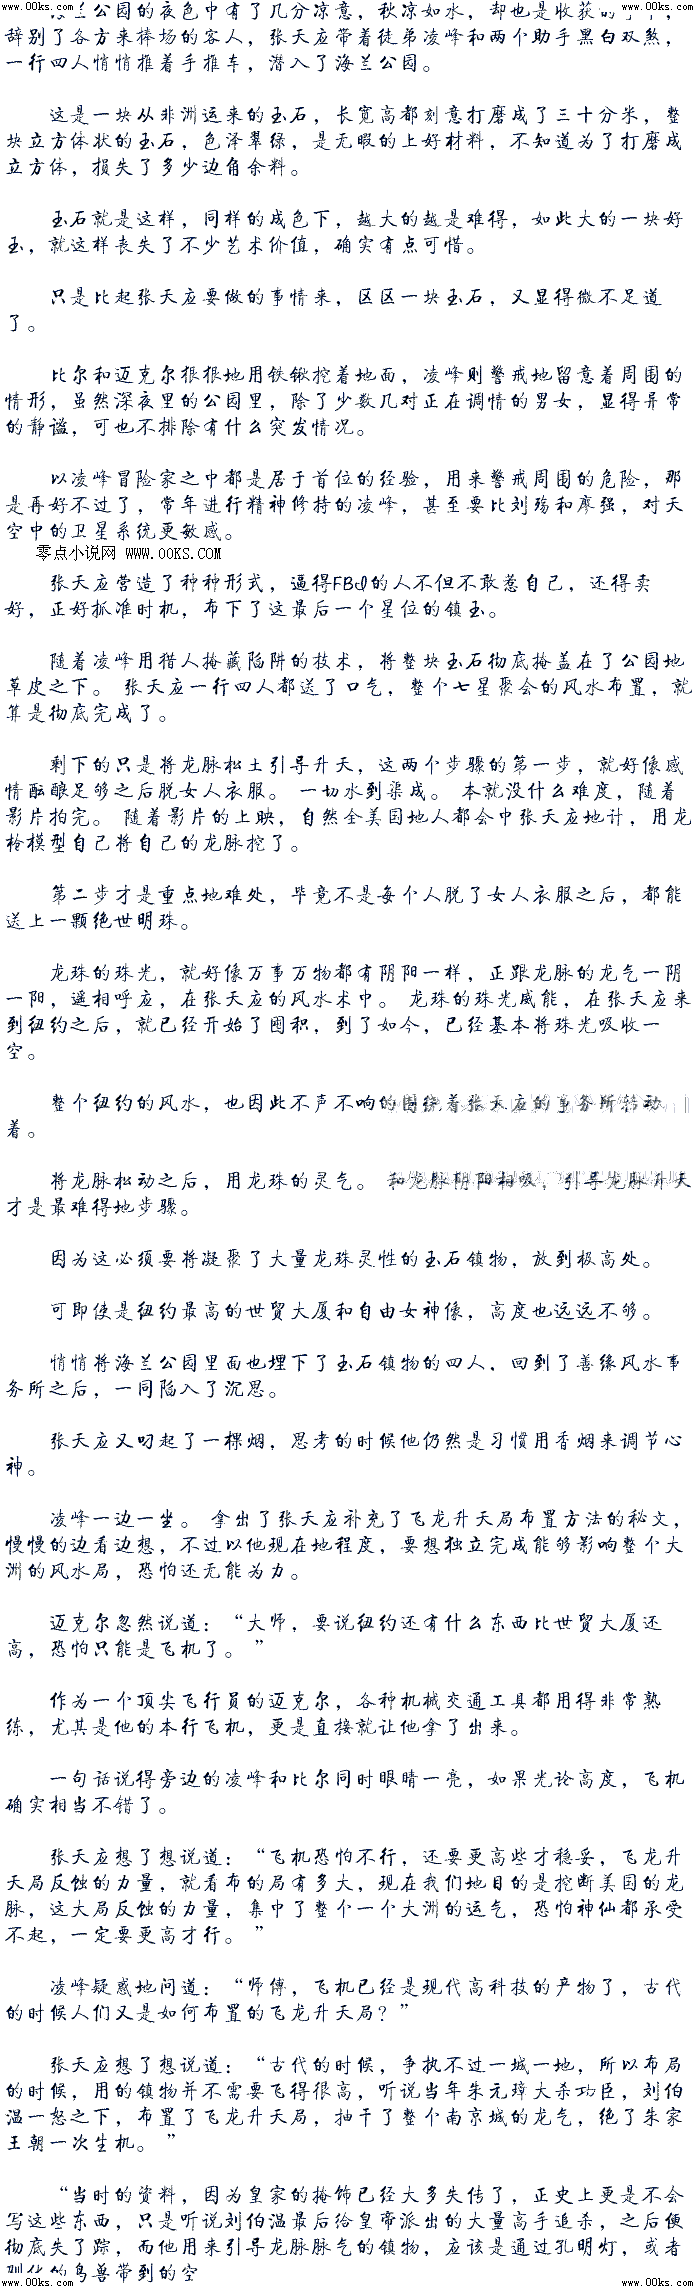 www.00ks.com www.00ks.com
兰公园的夜色中有了几分凉意，秋凉如水，却也是收获的
辞别了各方来捧场的客人，张天应带着徒弟凌峰和两个助手黑白双煞，
一行四人悄悄推着手推车，潜入了海兰公园。
这是一块从非洲运来的玉石，长宽高都刻意打磨成了三十分米，整
块立方体状的玉石，色泽翠绿，是无暇的上好材料，不知道为了打磨成
立方体，损失了多少边角余料。
玉石就是这样，同样的成色下，越大的越是难得，如此大的一块好
玉，就这样丧失了不少艺术价值，确实有点可惜。
只是比起张天应要做的事情来，区区一块玉石，又显得微不足道
了。
比尔和迈克尔狠狠地用铁锹挖着地面，凌峰则警戒地留意着周围的
情形，虽然深夜里的公园里，除了少数几对正在调情的男女，显得异常
的静谧，可也不排除有什么突发情况。
以凌峰冒险家之中都是居于首位的经验，用来警戒周围的危险，那
是再好不过了，常年进行精神修持的凌峰，甚至要比刘殇和廖强，对天
空中的卫星系统更敏感。
零点小说网 www.00KS.COM
张天应营造了种种形式，逼得FBd的人不但不敢惹自己，还得卖
好，正好抓准时机，布下了这最后一个星位的镇玉。
随着凌峰用猎人掩藏陷阱的技术，将整块玉石彻底掩盖在了公园地
草皮之下。 张天应一行四人都送了口气，整个七星聚会的风水布置，就
算是彻底完成了。
剩下的只是将龙脉松土引导升天，这两个步骤的第一步，就好像感
情酝酿足够之后脱女人衣服。 一切水到渠成。 本就没什么难度，随着
影片拍完。 随着影片的上映，自然全美国地人都会中张天应地计，用龙
枪模型自己将自己的龙脉挖了。
第二步才是重点地难处，毕竟不是每个人脱了女人衣服之后，都能
送上一颗绝世明珠。
龙珠的珠光，就好像万事万物都有阴阳一样，正跟龙脉的龙气一阴
一阳，遥相呼应，在张天应的风水术中。 龙珠的珠光威能，在张天应来
到纽约之后，就已经开始了囤积，到了如今，已经基本将珠光吸收一
空。
整个纽约的风水，也因此不声不响的围绕着张天应的事务所转动
着。
将龙脉松动之后，用龙珠的灵气。 和龙脉阴阳相吸，引导龙脉升天
才是最难得地步骤。
因为这必须要将凝聚了大量龙珠灵性的玉石镇物，放到极高处。
可即使是纽约最高的世贸大厦和自由女神像，高度也远远不够。
悄悄将海兰公园里面也埋下了玉石镇物的四人，回到了善缘风水事
务所之后，一同陷入了沉思。
张天应又叼起了一棵烟，思考的时候他仍然是习惯用香烟来调节心
神。
凌峰一边一坐。 拿出了张天应补充了飞龙升天局布置方法的秘文，
慢慢的边看边想，不过以他现在地程度，要想独立完成能够影响整个大
洲的风水局，恐怕还无能为力。
迈克尔忽然说道：“大师，要说纽约还有什么东西比世贸大厦还
高，恐怕只能是飞机了。”
作为一个顶尖飞行员的迈克尔，各种机械交通工具都用得非常熟
练，尤其是他的本行飞机，更是直接就让他拿了出来。
一句话说得旁边的凌峰和比尔同时眼睛一亮，如果光论高度，飞机
确实相当不错了。
张天应想了想说道：“飞机恐怕不行，还要更高些才稳妥，飞龙升
天局反蚀的力量，就看布的局有多大，现在我们地目的是挖断美国的龙
脉，这大局反蚀的力量，集中了整个一个大洲的运气，恐怕神仙都承受
不起，一定要更高才行。”
凌峰疑惑地问道：“师傅，飞机已经是现代高科技的产物了，古代
的时候人们又是如何布置的飞龙升天局？”
张天应想了想说道：“古代的时候，争执不过一城一地，所以布局
的时候，用的镇物并不需要飞得很高，听说当年朱元璋大杀功臣，刘伯
温一怒之下，布置了飞龙升天局，抽干了整个南京城的龙气，绝了朱家
王朝一次生机。”
“当时的资料，因为皇家的掩饰已经大多失传了，正史上更是不会
写这些东西，只是听说刘伯温最后给皇帝派出的大量高手追杀，之后便
彻底失了踪，而他用来引导龙脉脉气的镇物，应该是通过孔明灯，或者
驯化的鸟兽带到的空
www.00ks.com www.00ks.com